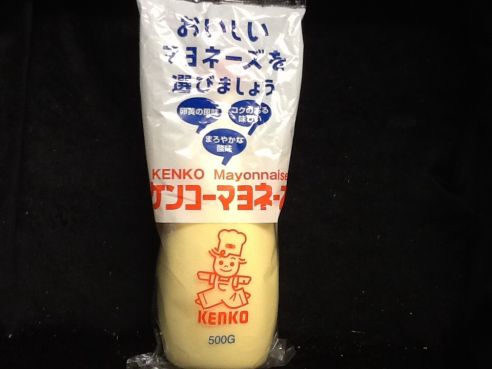 おいしい
マヨネーズを
選びましょう
卵黄の風味
コクのある
味わい
まろやかな
酸味
KENKO Mayonnaise
ケンコーマヨネーズ
KENKO
500G